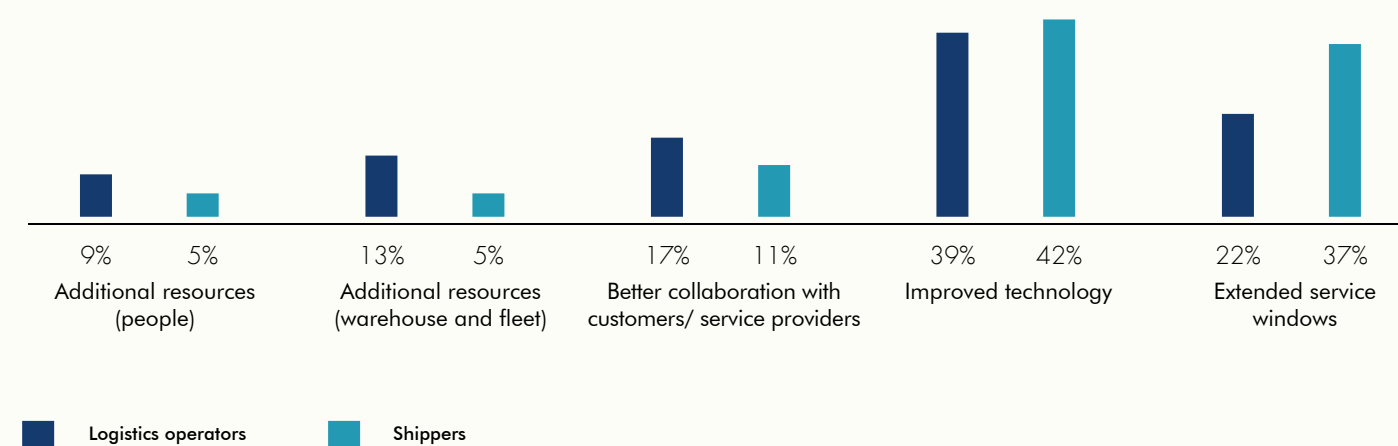 9% 5% 13% 5% 17% 11% 39% 42% 22% 37%
Additional resources
(people)
Additional resources
(warehouse and fleet)
Better collaboration with
customers/ service providers
Improved technology
Extended service
windows
Logistics operators
Shippers